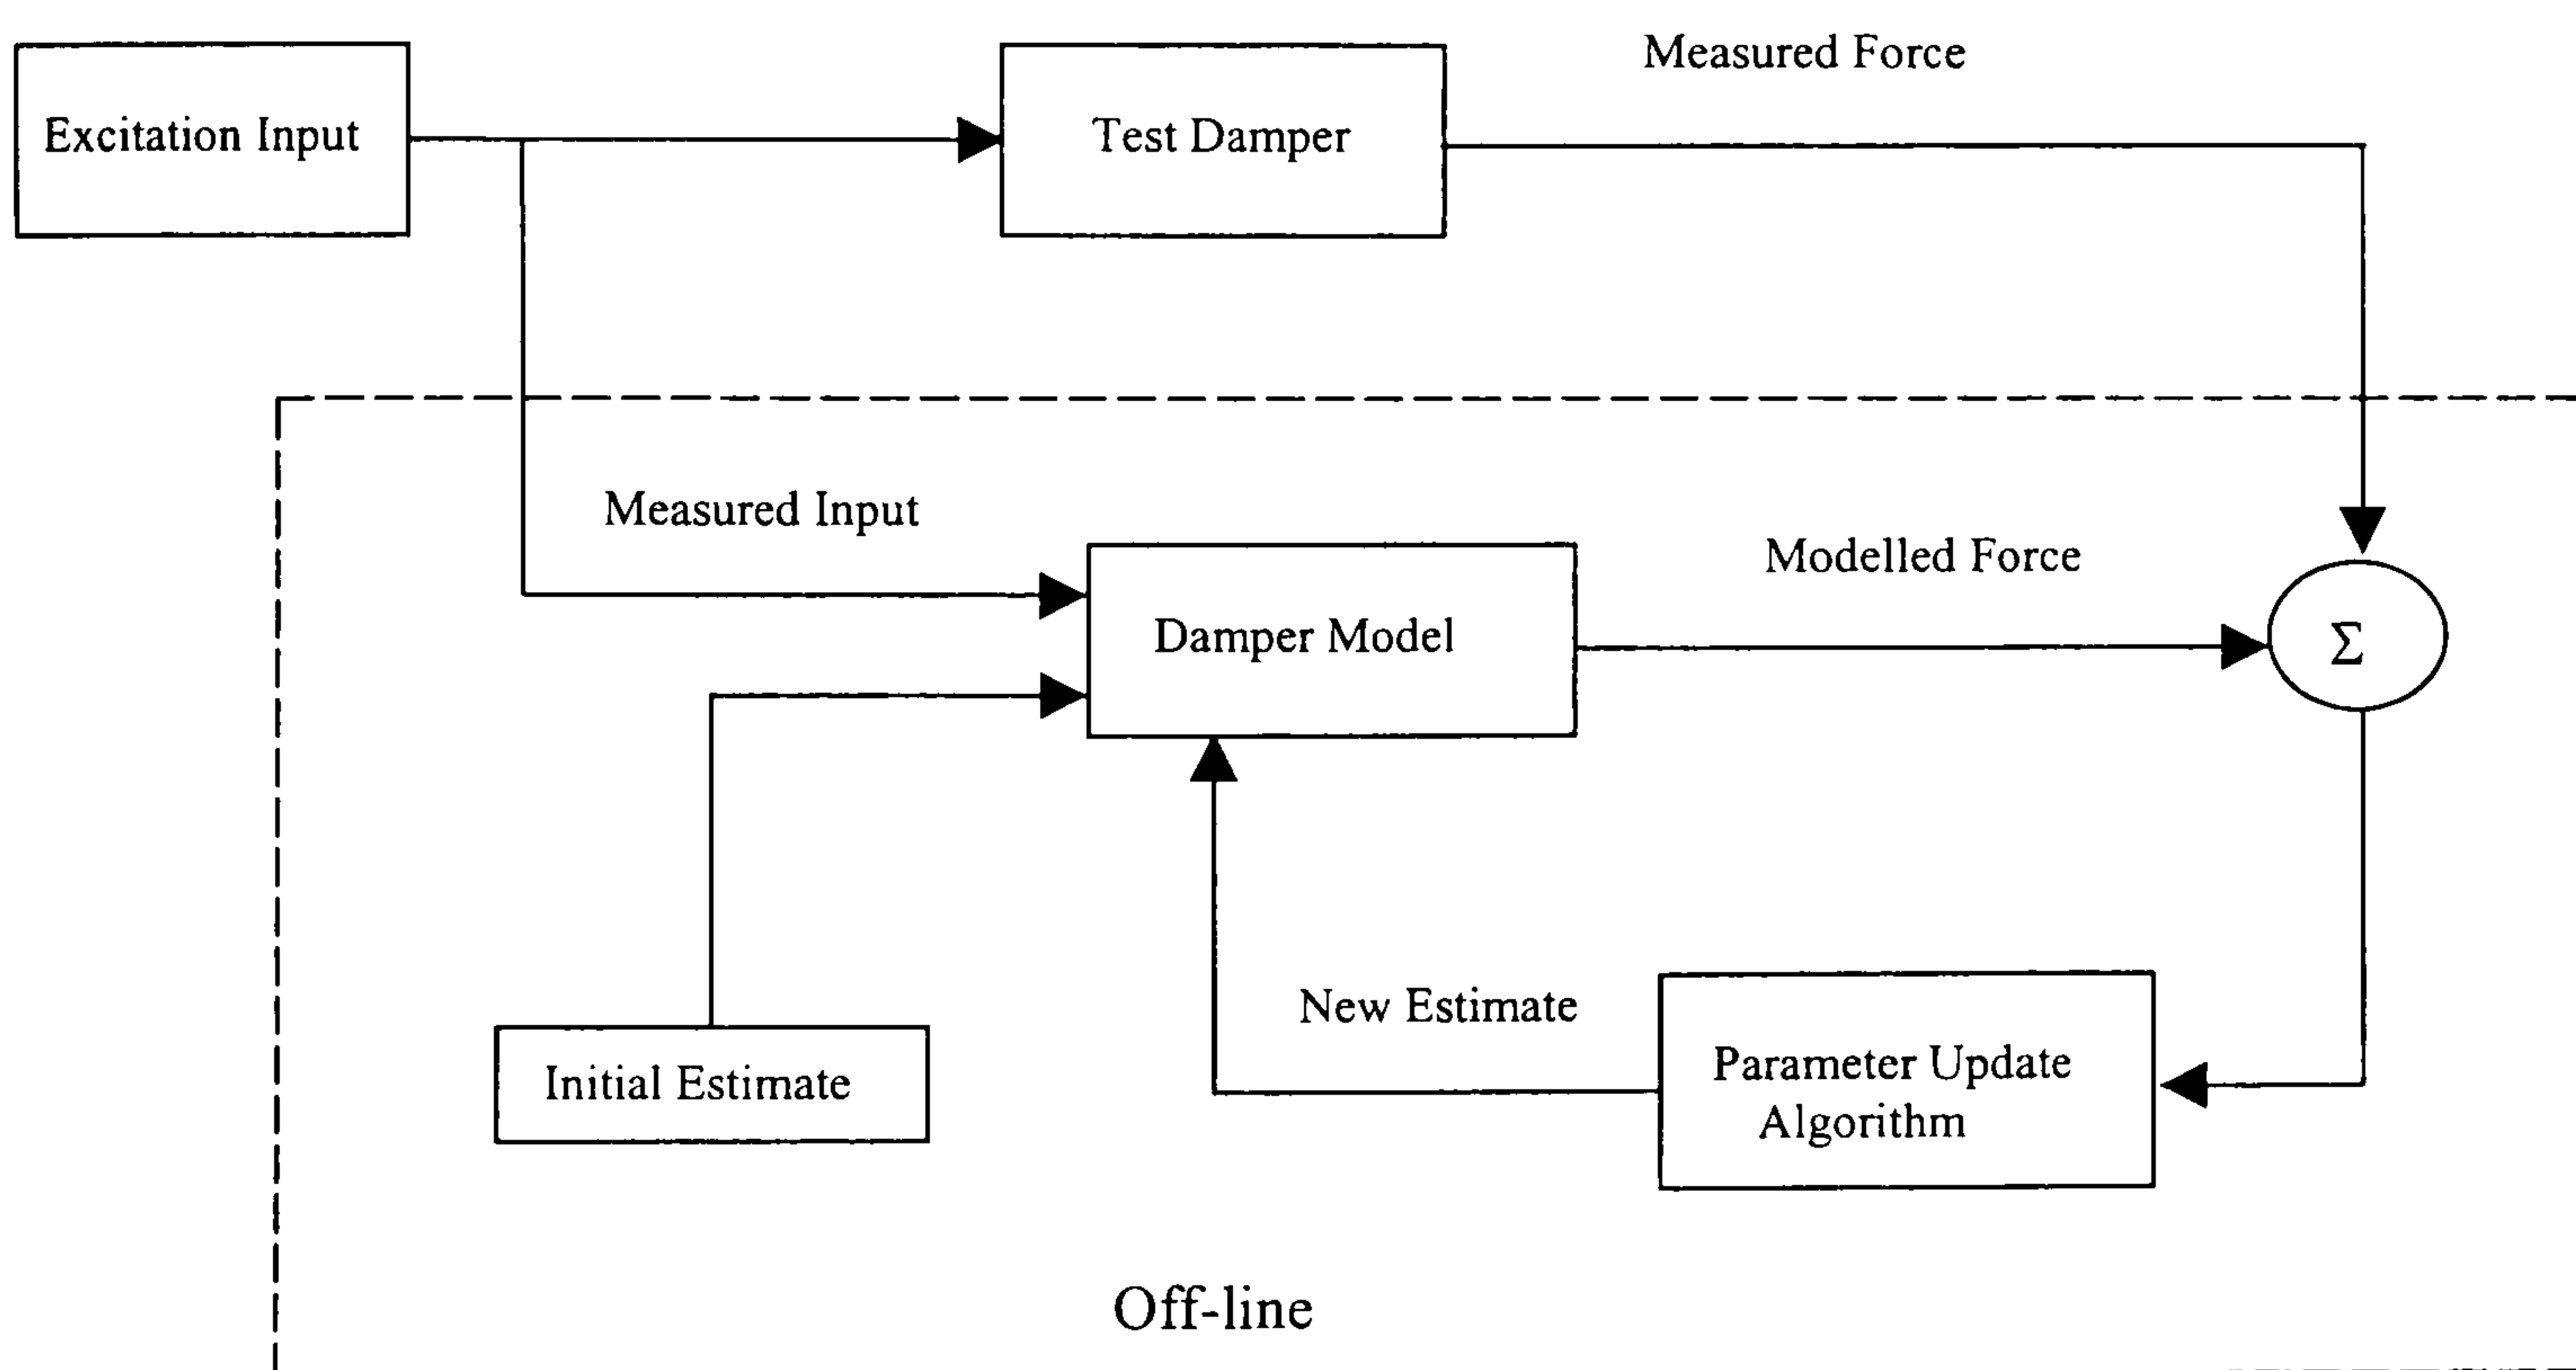 Measured Force
Excitation Input
Test Damper
Measured Input
Modelled Force
Damper Model
Σ
New Estimate
Initial Estimate
Parameter Update
Algorithm
Off-line